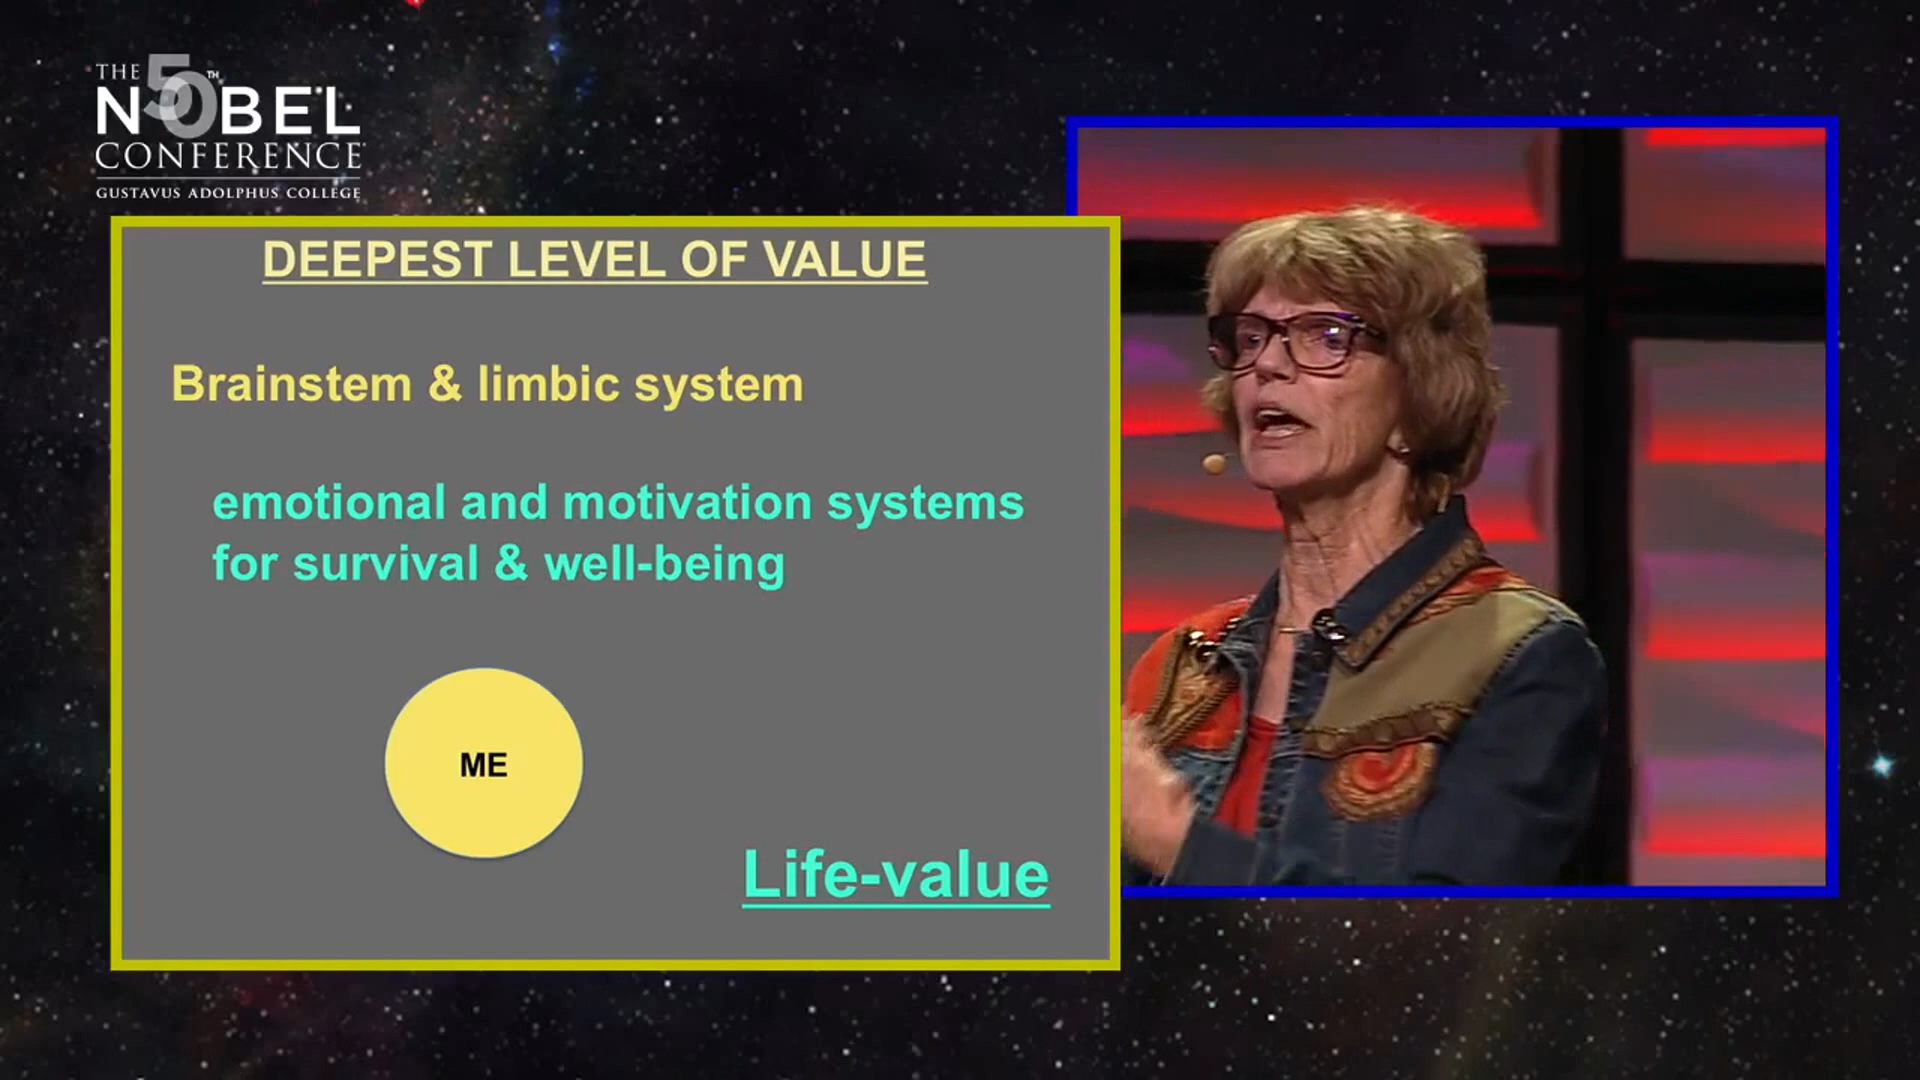 THE 50TH
NOBEL
CONFERENCE
GUSTAVUS ADOLPHUS COLLEGE
DEEPEST LEVEL OF VALUE
Brainstem & limbic system
emotional and motivation systems
for survival & well-being
ME
Life-value